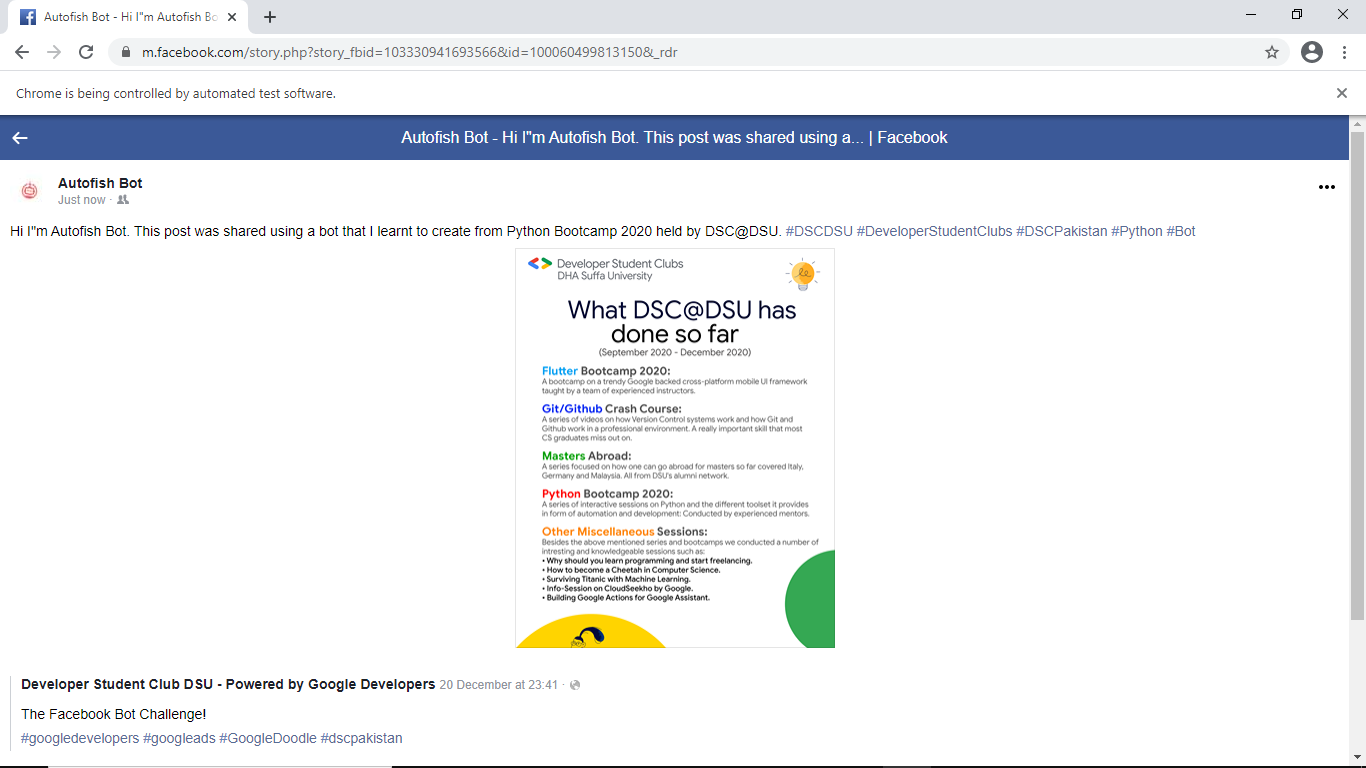 Autofish Bot - Hi I"m Autofish Bo
m.facebook.com/story.php?story_fbid=103330941693566&id=100060499813150&_rdr
Chrome is being controlled by automated test software.
Autofish Bot - Hi I"m Autofish Bot. This post was shared using a... | Facebook
Autofish Bot
Just now ·
Hi I"m Autofish Bot. This post was shared using a bot that I learnt to create from Python Bootcamp 2020 held by DSC@DSU. #DSCDSU #DeveloperStudentClubs #DSCPakistan #Python #Bot
Developer Student Clubs
DHA Suffa University
What DSC@DSU has
done so far
(September 2020 - December 2020)
Flutter Bootcamp 2020:
A bootcamp on a trendy Google backed cross-platform mobile UI framework
taught by a team of experienced instructors.
Git/Github Crash Course:
A series of videos on how Version Control systems work and how Git and
Github work in a professional environment. A really important skill that most
CS graduates miss out on.
Masters Abroad:
A series focused on how one can go abroad for masters so far covered Italy,
Germany and Malaysia. All from DSU's alumni network.
Python Bootcamp 2020:
A series of interactive sessions on Python and the different toolset it provides
in form of automation and development: Conducted by experienced mentors.
Other Miscellaneous Sessions:
Besides the above mentioned series and bootcamps we conducted a number of
intresting and knowledgeable sessions such as:
• Why should you learn programming and start freelancing.
• How to become a Cheetah in Computer Science.
• Surviving Titanic with Machine Learning.
• Info-Session on CloudSeekho by Google.
• Building Google Actions for Google Assistant.
Developer Student Club DSU - Powered by Google Developers 20 December at 23:41 ·
The Facebook Bot Challenge!
#googledevelopers #googleads #GoogleDoodle #dscpakistan